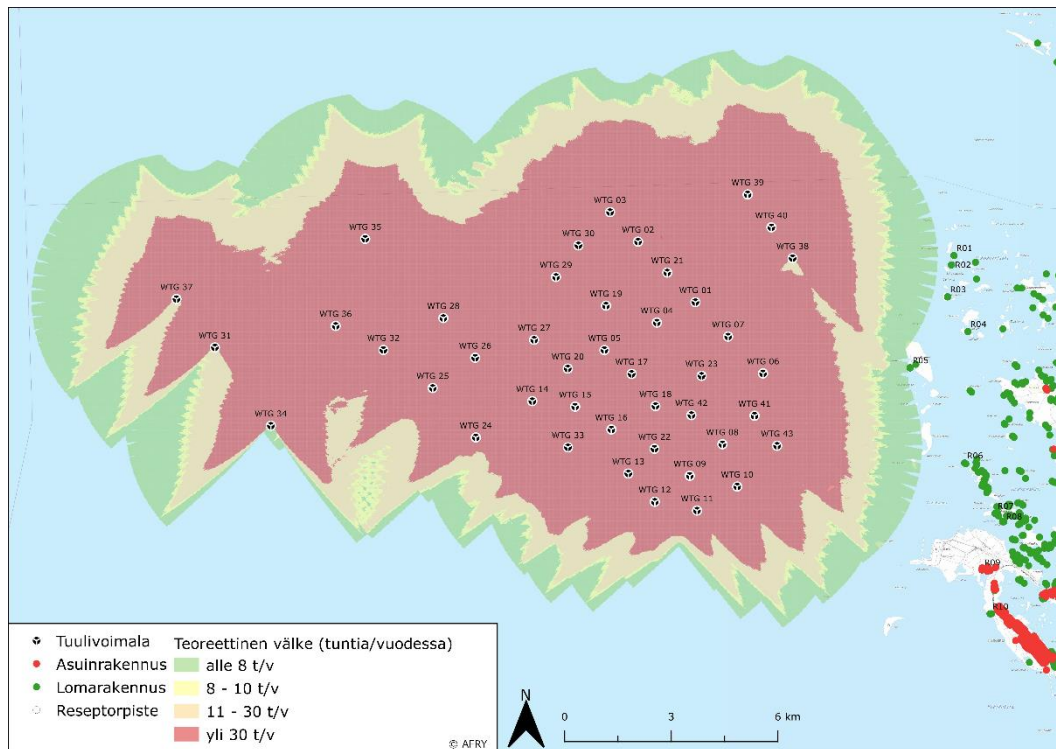 R01
WTG 39
WTG 03
WTG 40
WTG 35
WTG 30
WTG 02
R02
WTG 38
WTG 21
WTG 29
WTG 37
R03
WTG 01
WTG 19
WTG 28
WTG 04
WTG 36
R04
WTG 07
WTG 27
WTG 31
WTG 32
WTG 05
WTG 26
R05
WTG 20
WTG 17
WTG 23
WTG 06
WTG 25
WTG 14
WTG 15
WTG 18
WTG 42
WTG 41
WTG 34
WTG 16
WTG 24
WTG 33
WTG 22
WTG 08
WTG 43
R06
WTG 13
WTG 09
WTG 10
WTG 12
WTG 11
R07
R08
R09
R10
Tuulivoimala
Asuinrakennus
Lomarakennus
Reseptorpiste
Teoreettinen välke (tuntia/vuodessa)
alle 8 t/v
8 - 10 t/v
11 - 30 t/v
yli 30 t/v
© AFRY
N
0 3 6 km